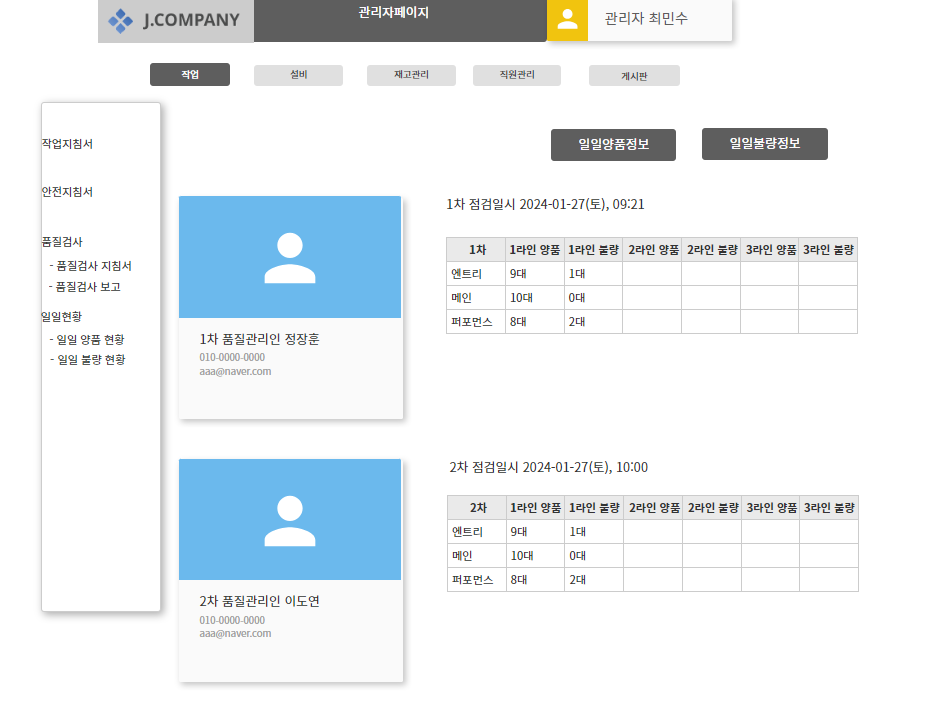 J.COMPANY
관리자페이지
관리자 최민수
작업 설비 재고관리 직원관리 게시판
작업지침서
안전지침서
품질검사
- 품질검사 지침서
- 품질검사 보고
일일현황
- 일일 양품 현황
- 일일 불량 현황
일일양품정보 일일불량정보
1차 품질관리인 정장훈
010-0000-0000
aaa@naver.com
1차 점검일시 2024-01-27(토), 09:21
1차 1라인 양품 1라인 불량 2라인 양품 2라인 불량 3라인 양품 3라인 불량
엔트리 9대 1대
메인 10대 0대
퍼포먼스 8대 2대
2차 품질관리인 이도연
010-0000-0000
aaa@naver.com
2차 점검일시 2024-01-27(토), 10:00
2차 1라인 양품 1라인 불량 2라인 양품 2라인 불량 3라인 양품 3라인 불량
엔트리 9대 1대
메인 10대 0대
퍼포먼스 8대 2대